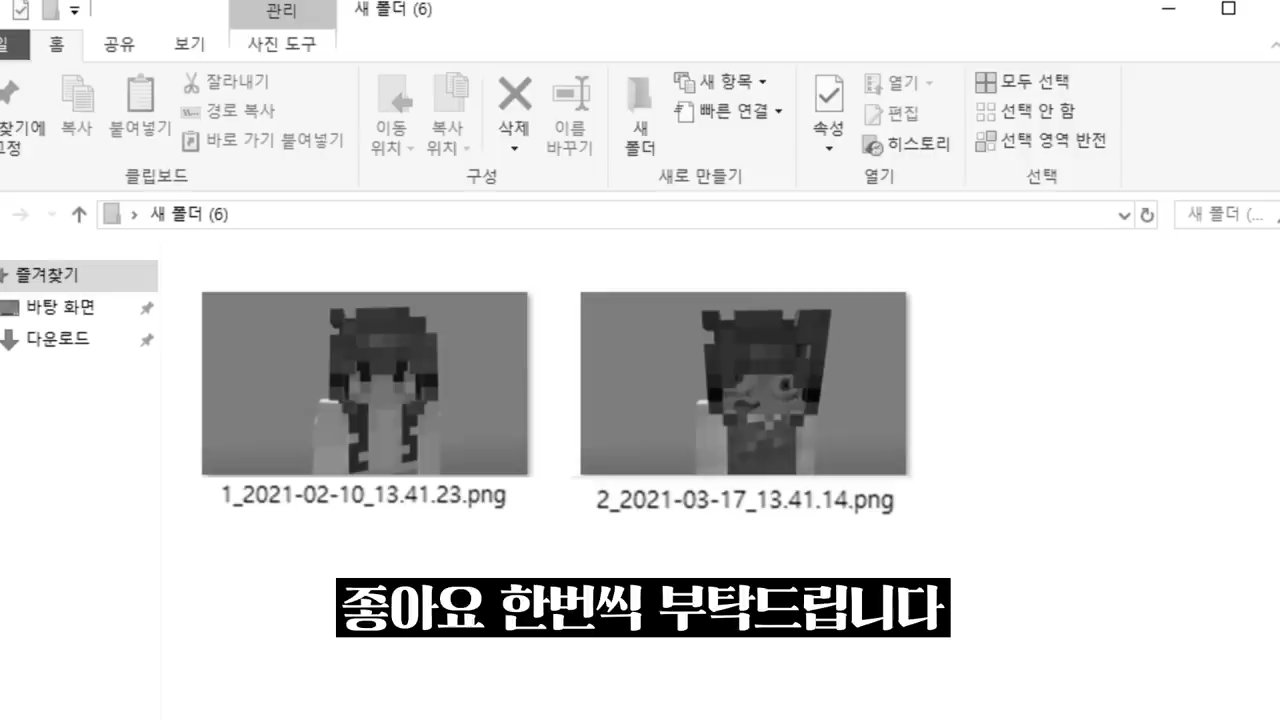 관리
새 폴더 (6)
홈
공유
보기
사진 도구
복사
붙여넣기
잘라내기
경로 복사
바로 가기 붙여넣기
클립보드
이동
위치
복사
위치
삭제
이름
바꾸기
구성
새
폴더
새 항목
빠른 연결
새로 만들기
속성
열기
편집
히스토리
열기
모두 선택
선택 안 함
선택 영역 반전
선택
새 폴더 (6)
새 폴더 (...
즐겨찾기
바탕 화면
다운로드
1_2021-02-10_13.41.23.png
2_2021-03-17_13.41.14.png
좋아요 한번씩 부탁드립니다